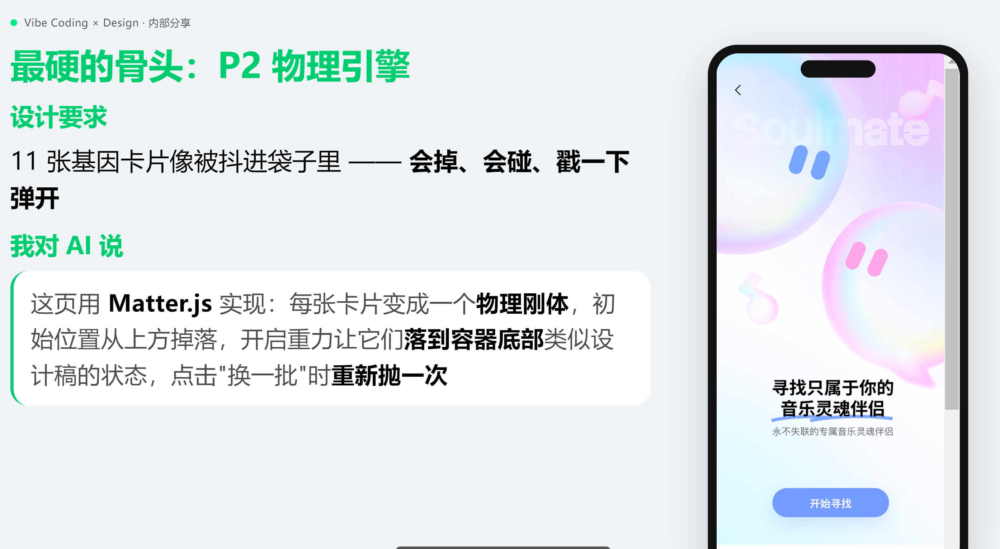 Vibe Coding × Design · 内部分享
最硬的骨头：P2 物理引擎
设计要求
11 张基因卡片像被抖进袋子里 —— 会掉、会碰、戳一下
弹开
我对 AI 说
这页用 Matter.js 实现：每张卡片变成一个物理刚体，初
始位置从上方掉落，开启重力让它们落到容器底部类似设
计稿的状态，点击"换一批"时重新抛一次
Soulmate
寻找只属于你的
音乐灵魂伴侣
永不失联的专属音乐灵魂伴侣
开始寻找